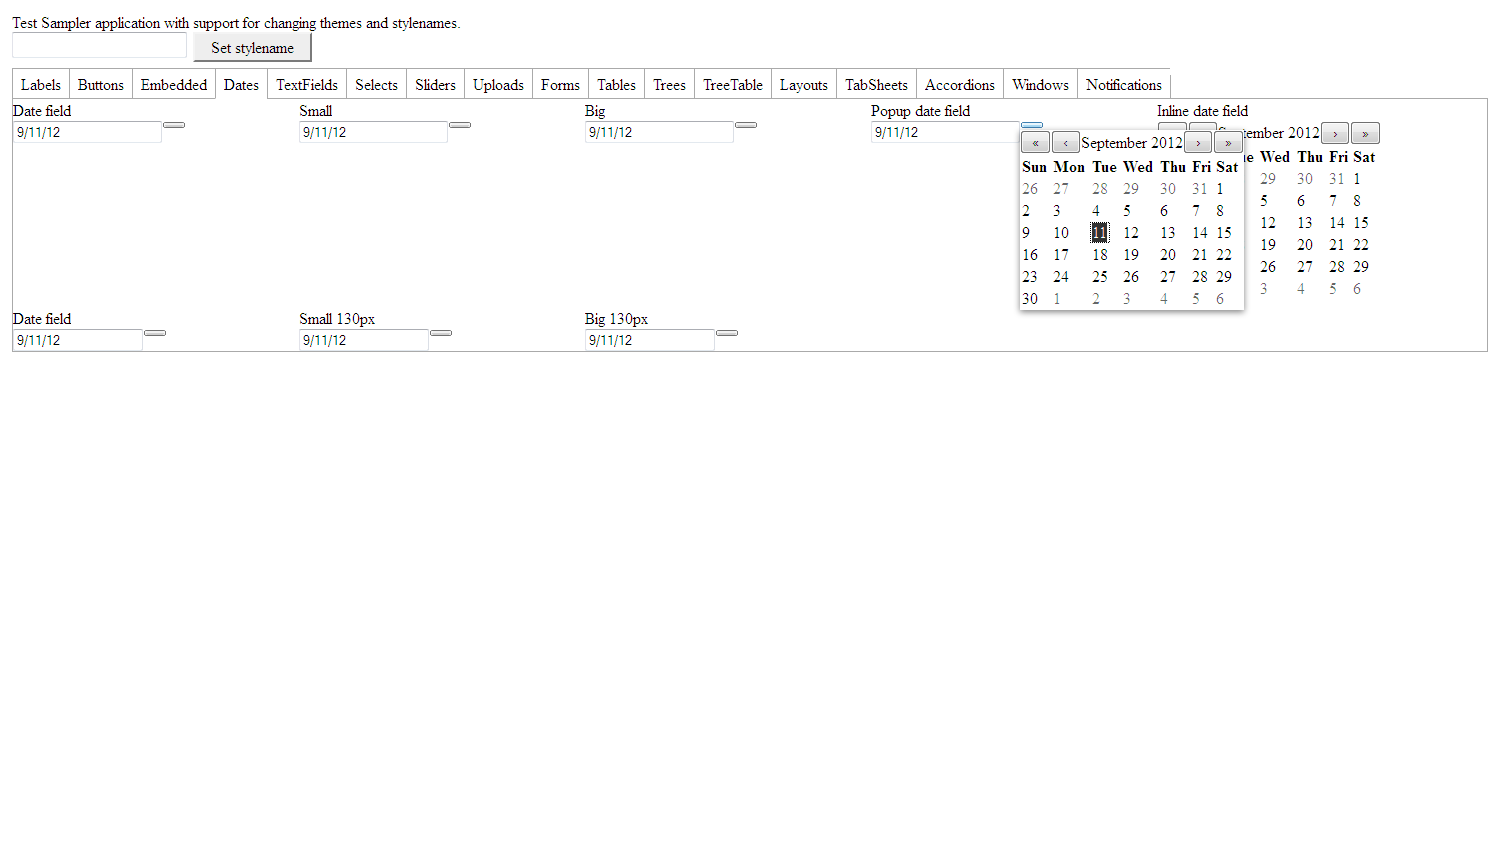 Test Sampler application with support for changing themes and stylenames.
Set stylename
Labels Buttons Embedded Dates TextFields Selects Sliders Uploads Forms Tables Trees TreeTable Layouts TabSheets Accordions Windows Notifications
Date field Small Big Popup date field Inline date field
9/11/12 9/11/12 9/11/12 9/11/12
« ‹ September 2012 › »
Sun Mon Tue Wed Thu Fri Sat
26 27 28 29 30 31 1
2 3 4 5 6 7 8
9 10 11 12 13 14 15
16 17 18 19 20 21 22
23 24 25 26 27 28 29
30 1 2 3 4 5 6
ember 2012 › »
e Wed Thu Fri Sat
29 30 31 1
5 6 7 8
12 13 14 15
19 20 21 22
26 27 28 29
3 4 5 6
Date field Small 130px Big 130px
9/11/12 9/11/12 9/11/12